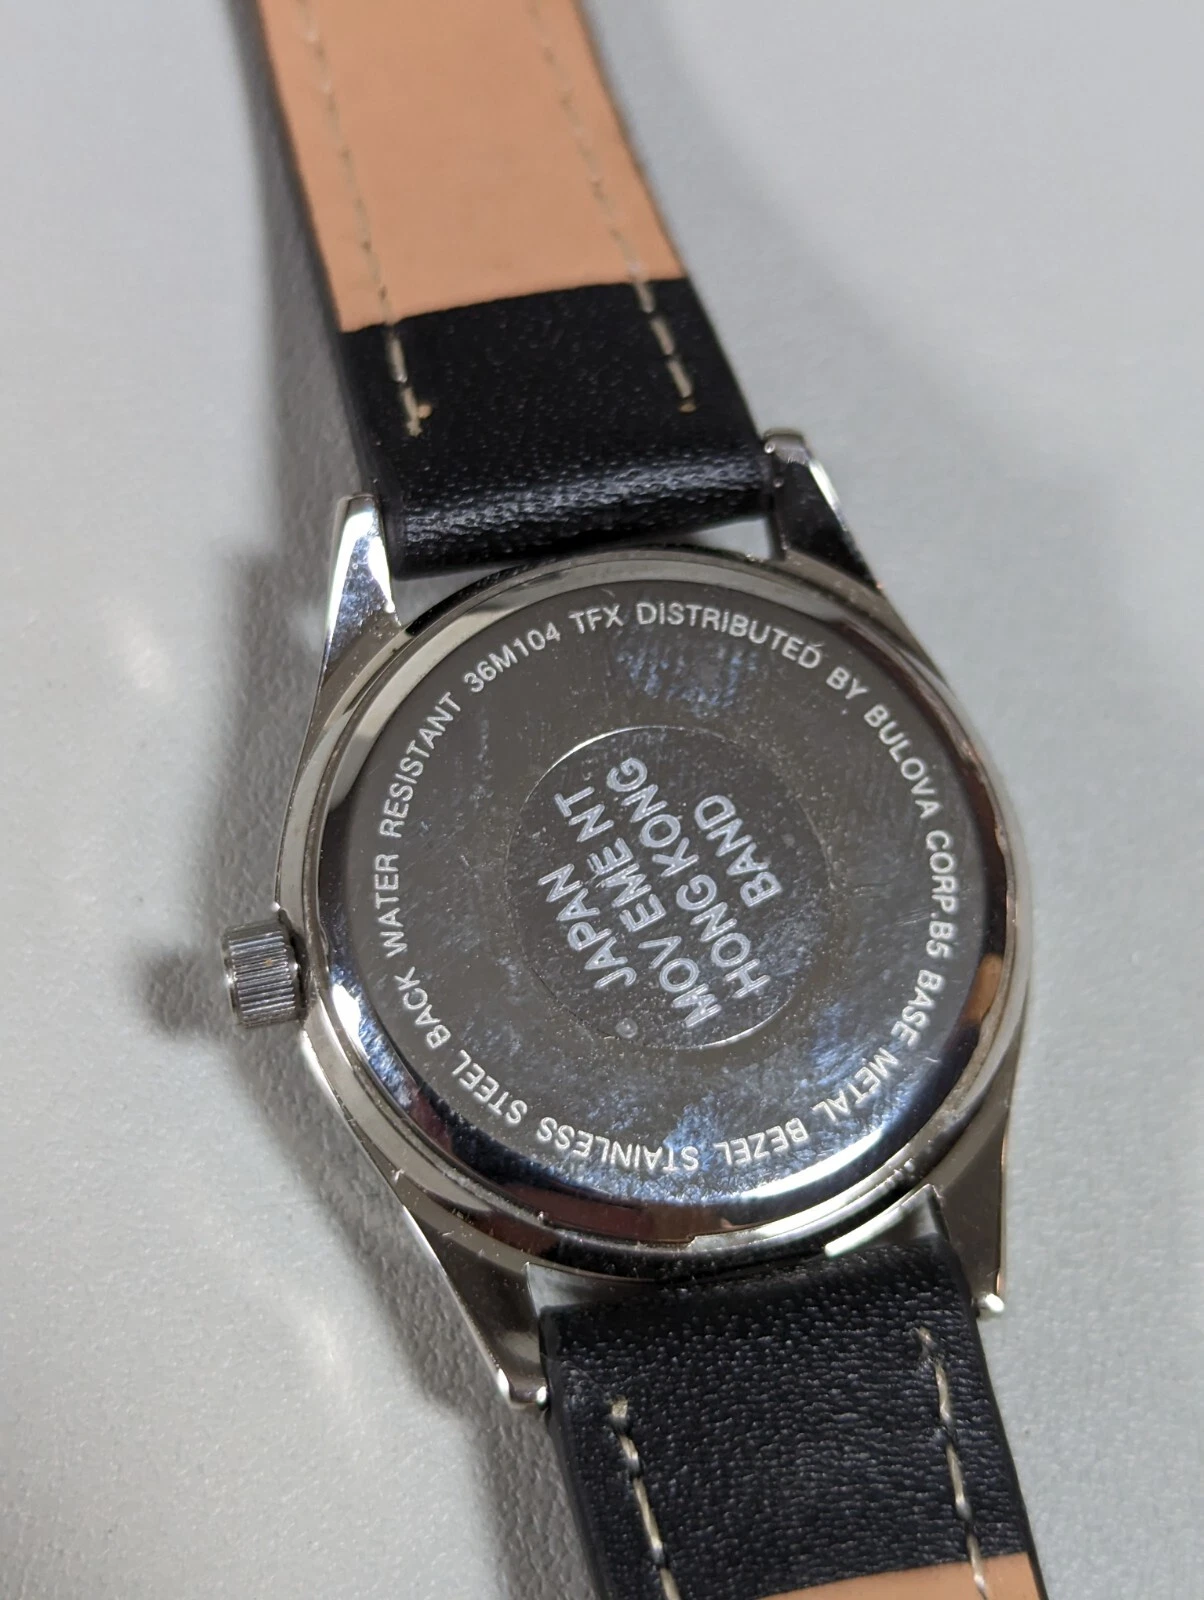 WATER RESISTANT 36M104 TFX DISTRIBUTED BY BULOVA CORP.B5 BASE METAL BEZEL STAINLESS STEEL BACK
JAPAN
MOVEMENT
HONG KONG
BAND